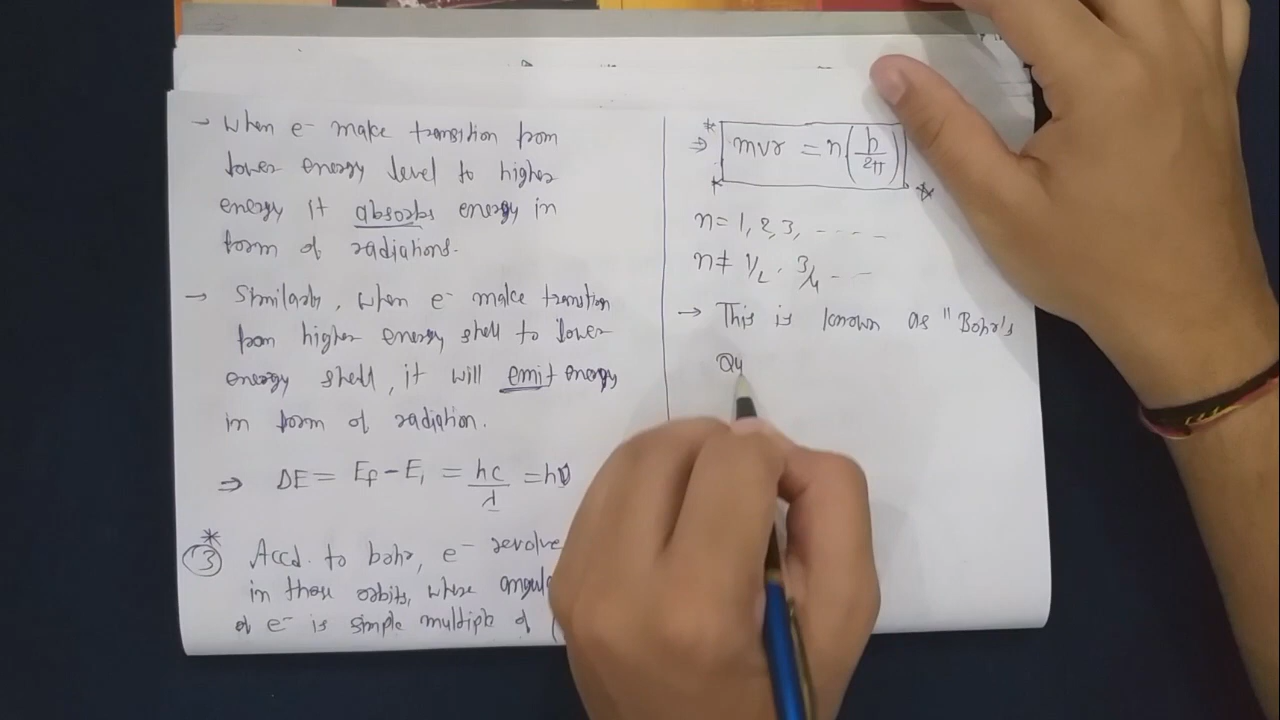 → When e- make transition from
lower energy level to higher
energy it absorbs energy in
form of radiations.
→ Similarly, when e- make transition
from higher energy shell to lower
energy shell, it will emit energy
in form of radiation.
⇒ ΔE = Ef - Ei = hc/λ = hν
* (3) Accd. to bohr, e- revolve
in those orbits, whose angul
of e- is simple multiple of (
⇒ mvr = n(h/2π)
n = 1, 2, 3, - - - -
n ≠ 1/2, 3/4 - - -
→ This is known as "Bohr's
Qu